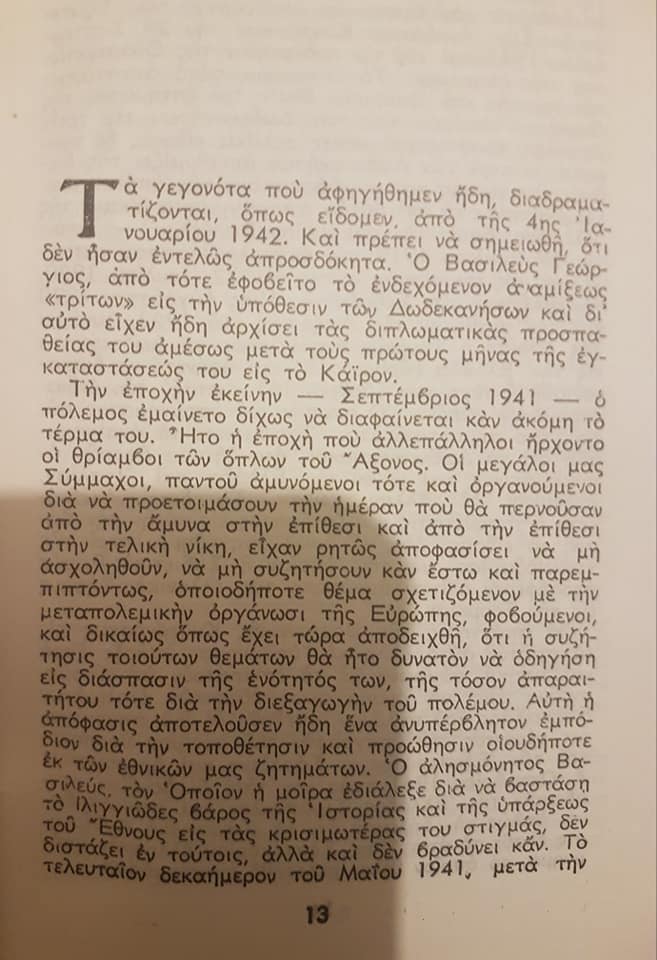 Τὰ γεγονότα ποὺ ἀφηγήθημεν ἤδη, διαδραμα-
τίζονται, ὅπως εἴδομεν, ἀπὸ τῆς 4ης Ἰα-
νουαρίου 1942. Καὶ πρέπει νὰ σημειωθῆ, ὅτι
δὲν ἦσαν ἐντελῶς ἀπροσδόκητα. Ὁ Βασιλεὺς Γεώρ-
γιος, ἀπὸ τότε ἐφοβεῖτο τὸ ἐνδεχόμενον ἀναμίξεως
«τρίτων» εἰς τὴν ὑπόθεσιν τῶν Δωδεκανήσων καὶ δι'
αὐτὸ εἶχεν ἤδη ἀρχίσει τὰς διπλωματικὰς προσπα-
θείας του ἀμέσως μετὰ τοὺς πρώτους μῆνας τῆς ἐγ-
καταστάσεώς του εἰς τὸ Κάϊρον.
Τὴν ἐποχὴν ἐκείνην — Σεπτέμβριος 1941 — ὁ
πόλεμος ἐμαίνετο δίχως νὰ διαφαίνεται κἂν ἀκόμη τὸ
τέρμα του. Ἦτο ἡ ἐποχὴ ποὺ ἀλλεπάλληλοι ἤρχοντο
οἱ θρίαμβοι τῶν ὅπλων τοῦ Ἄξονος. Οἱ μεγάλοι μας
Σύμμαχοι, παντοῦ ἀμυνόμενοι τότε καὶ ὀργανούμενοι
διὰ νὰ προετοιμάσουν τὴν ἡμέραν ποὺ θὰ περνοῦσαν
ἀπὸ τὴν ἄμυνα στὴν ἐπίθεσι καὶ ἀπὸ τὴν ἐπίθεσι
στὴν τελικὴ νίκη, εἶχαν ρητῶς ἀποφασίσει νὰ μὴ
ἀσχοληθοῦν, νὰ μὴ συζητήσουν κἂν ἔστω καὶ παρεμ-
πιπτόντως, ὁποιοδήποτε θέμα σχετιζόμενον μὲ τὴν
μεταπολεμικὴν ὀργάνωσι τῆς Εὐρώπης, φοβούμενοι,
καὶ δικαίως ὅπως ἔχει τώρα ἀποδειχθῆ, ὅτι ἡ συζή-
τησις τοιούτων θεμάτων θὰ ἦτο δυνατὸν νὰ ὁδηγήση
εἰς διάσπασιν τῆς ἑνότητός των, τῆς τόσον ἀπαραι-
τήτου τότε διὰ τὴν διεξαγωγὴν τοῦ πολέμου. Αὐτὴ ἡ
ἀπόφασις ἀποτελοῦσεν ἤδη ἕνα ἀνυπέρβλητον ἐμπό-
διον διὰ τὴν τοποθέτησιν καὶ προώθησιν οἱουδήποτε
ἐκ τῶν ἐθνικῶν μας ζητημάτων. Ὁ ἀλησμόνητος Βα-
σιλεύς, τὸν Ὁποῖον ἡ μοῖρα ἐδιάλεξε διὰ νὰ βαστάση
τὸ ἰλιγγιῶδες βάρος τῆς Ἱστορίας καὶ τῆς ὑπάρξεως
τοῦ Ἔθνους εἰς τὰς κρισιμωτέρας του στιγμάς, δὲν
διστάζει ἐν τούτοις, ἀλλὰ καὶ δὲν βραδύνει κἄν. Τὸ
τελευταῖον δεκαήμερον τοῦ Μαΐου 1941, μετὰ τὴν
13